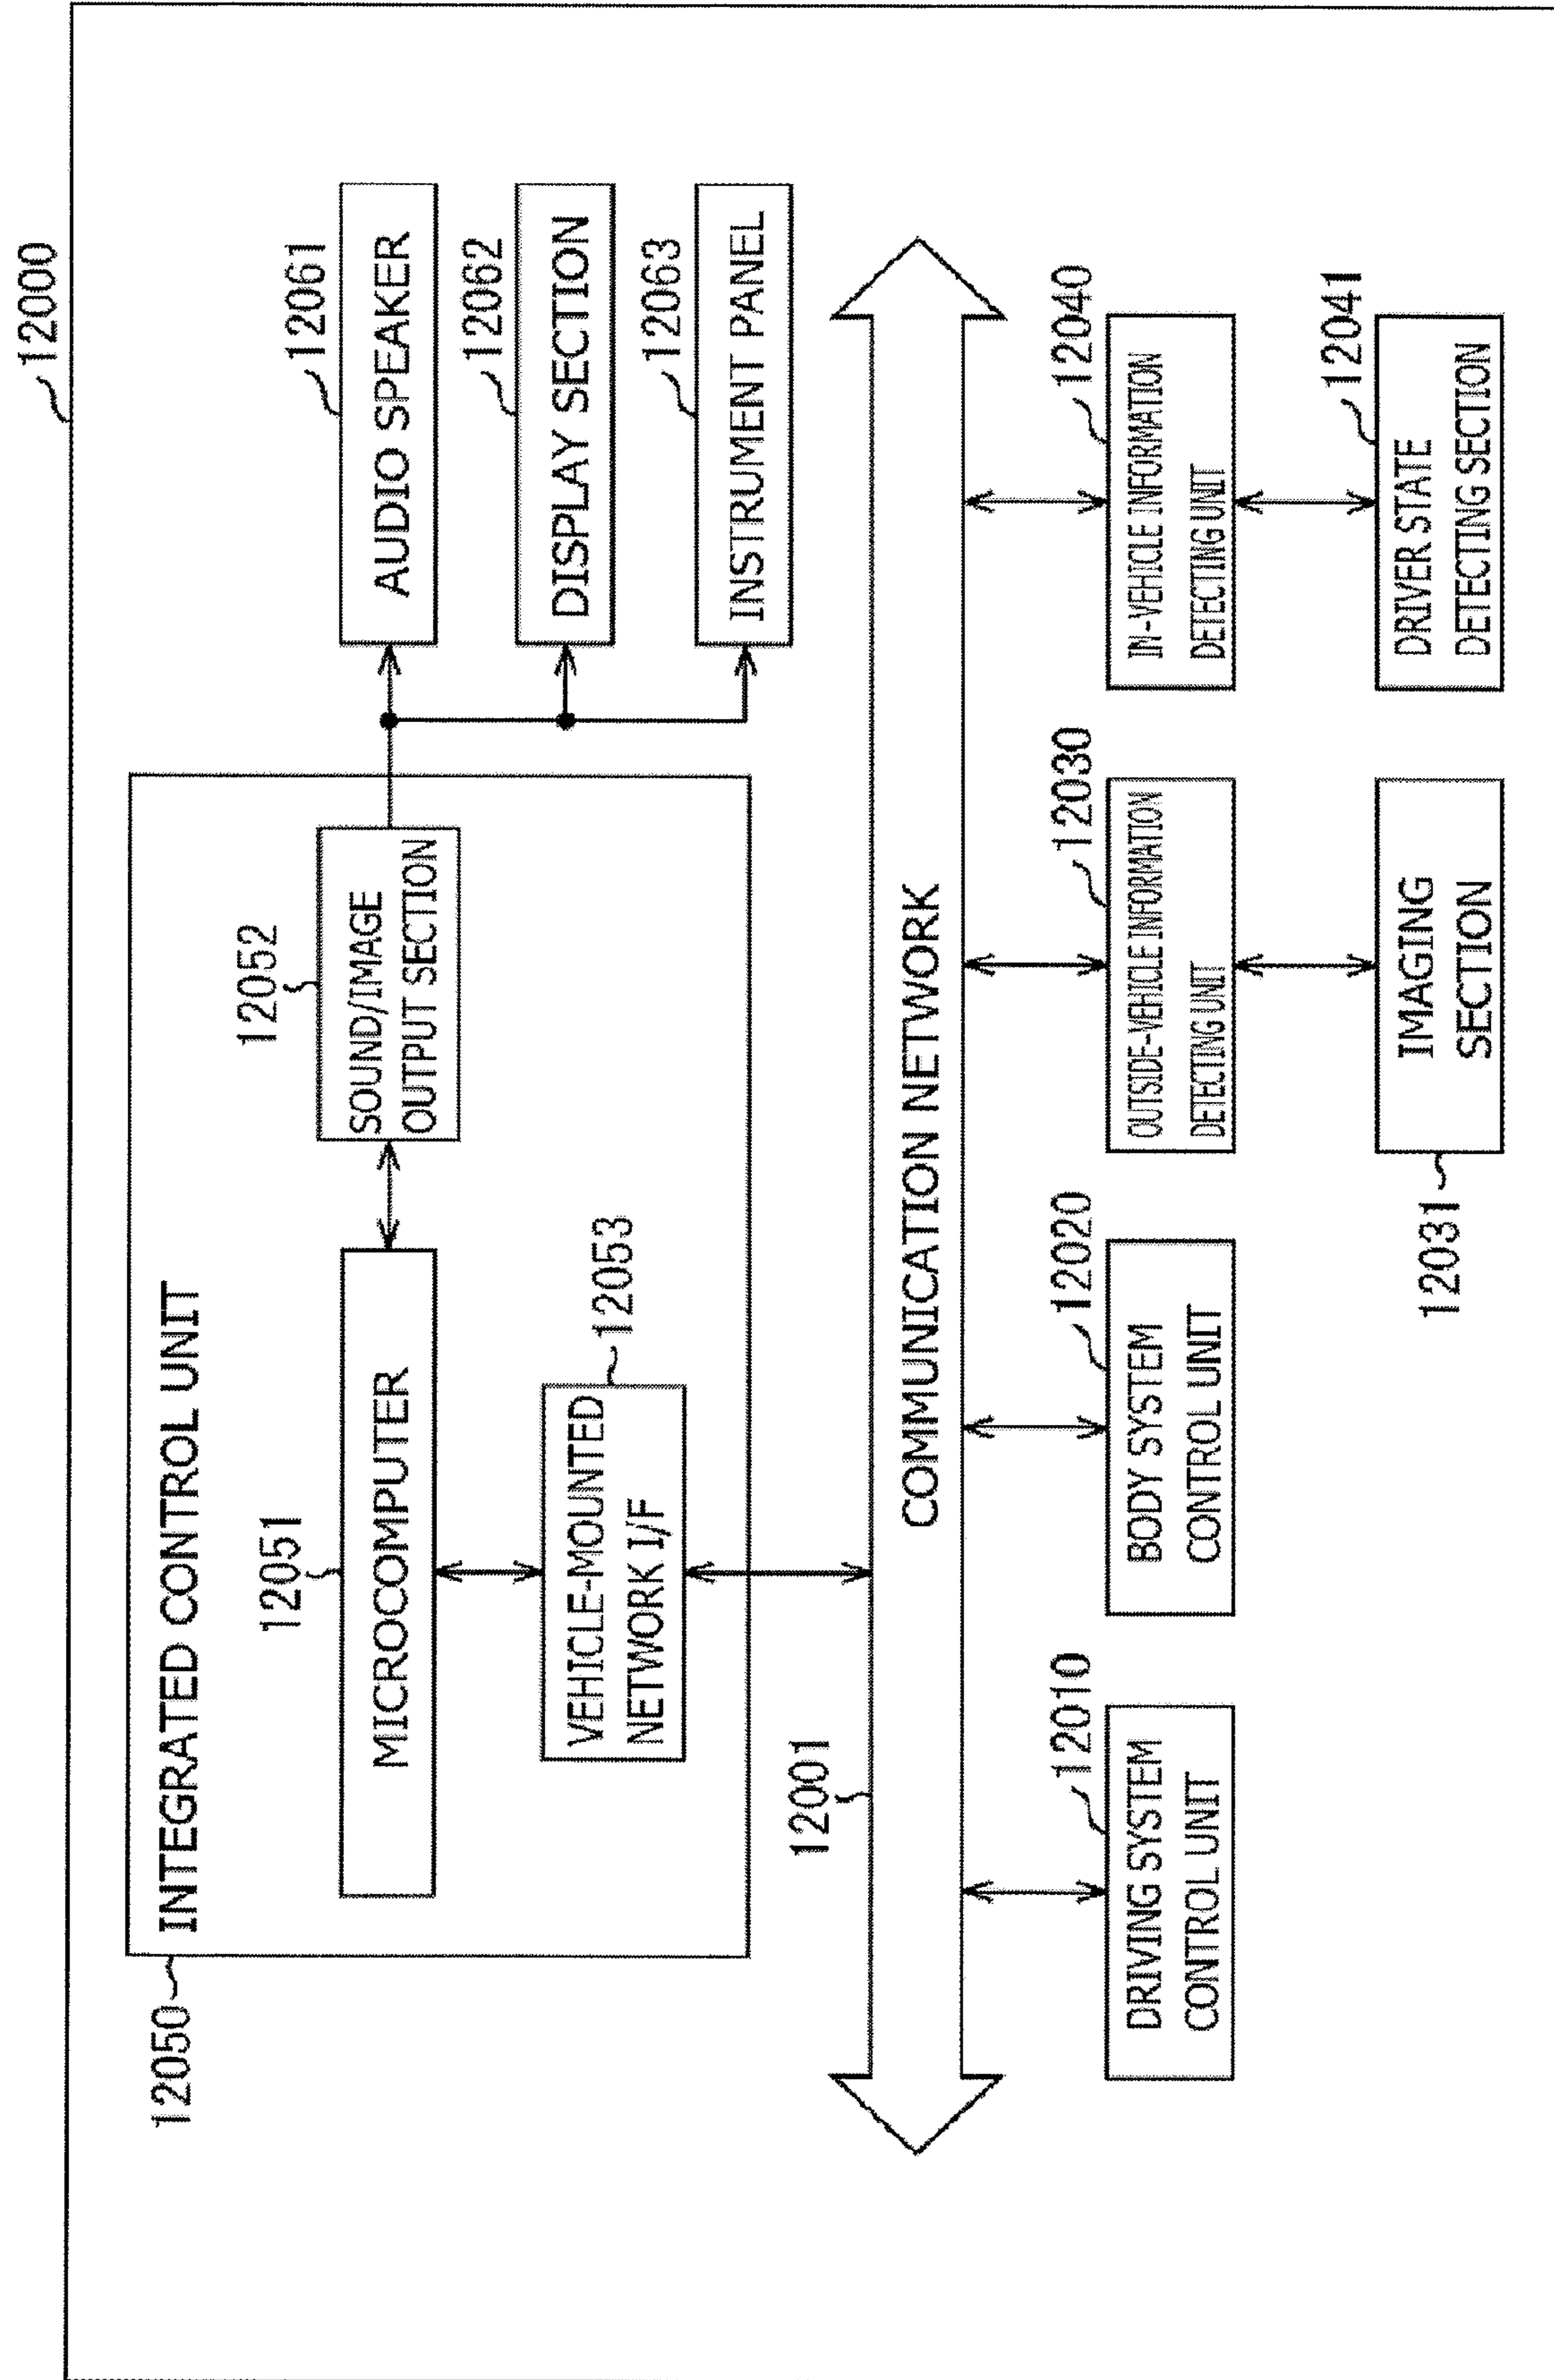 12000
12050
INTEGRATED CONTROL UNIT
12051
MICROCOMPUTER
12052
SOUND/IMAGE
OUTPUT SECTION
12053
VEHICLE-MOUNTED
NETWORK I/F
12061
AUDIO SPEAKER
12062
DISPLAY SECTION
12063
INSTRUMENT PANEL
12001
COMMUNICATION NETWORK
12010
DRIVING SYSTEM
CONTROL UNIT
12020
BODY SYSTEM
CONTROL UNIT
12030
OUTSIDE-VEHICLE INFORMATION
DETECTING UNIT
12040
IN-VEHICLE INFORMATION
DETECTING UNIT
12031
IMAGING
SECTION
12041
DRIVER STATE
DETECTING SECTION